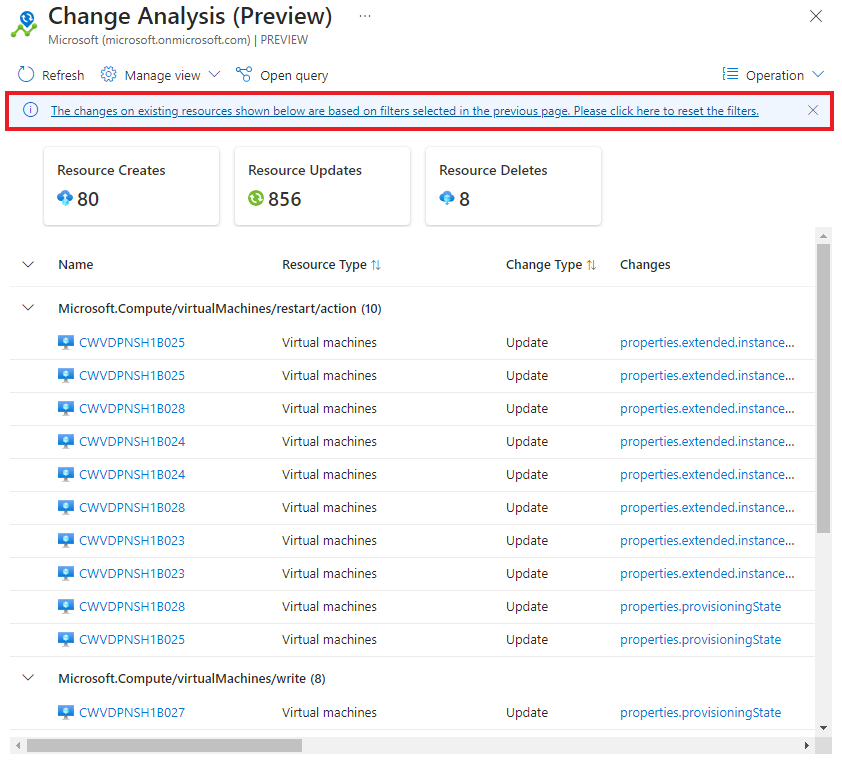 Change Analysis (Preview) ...
Microsoft (microsoft.onmicrosoft.com) | PREVIEW
Refresh Manage view Open query Operation
The changes on existing resources shown below are based on filters selected in the previous page. Please click here to reset the filters.
Resource Creates Resource Updates Resource Deletes
80 856 8
Name Resource Type Change Type Changes
Microsoft.Compute/virtualMachines/restart/action (10)
CWVDPNSH1B025 Virtual machines Update properties.extended.instance...
CWVDPNSH1B025 Virtual machines Update properties.extended.instance...
CWVDPNSH1B028 Virtual machines Update properties.extended.instance...
CWVDPNSH1B024 Virtual machines Update properties.extended.instance...
CWVDPNSH1B024 Virtual machines Update properties.extended.instance...
CWVDPNSH1B028 Virtual machines Update properties.extended.instance...
CWVDPNSH1B023 Virtual machines Update properties.extended.instance...
CWVDPNSH1B023 Virtual machines Update properties.extended.instance...
CWVDPNSH1B028 Virtual machines Update properties.provisioningState
CWVDPNSH1B025 Virtual machines Update properties.provisioningState
Microsoft.Compute/virtualMachines/write (8)
CWVDPNSH1B027 Virtual machines Update properties.provisioningState